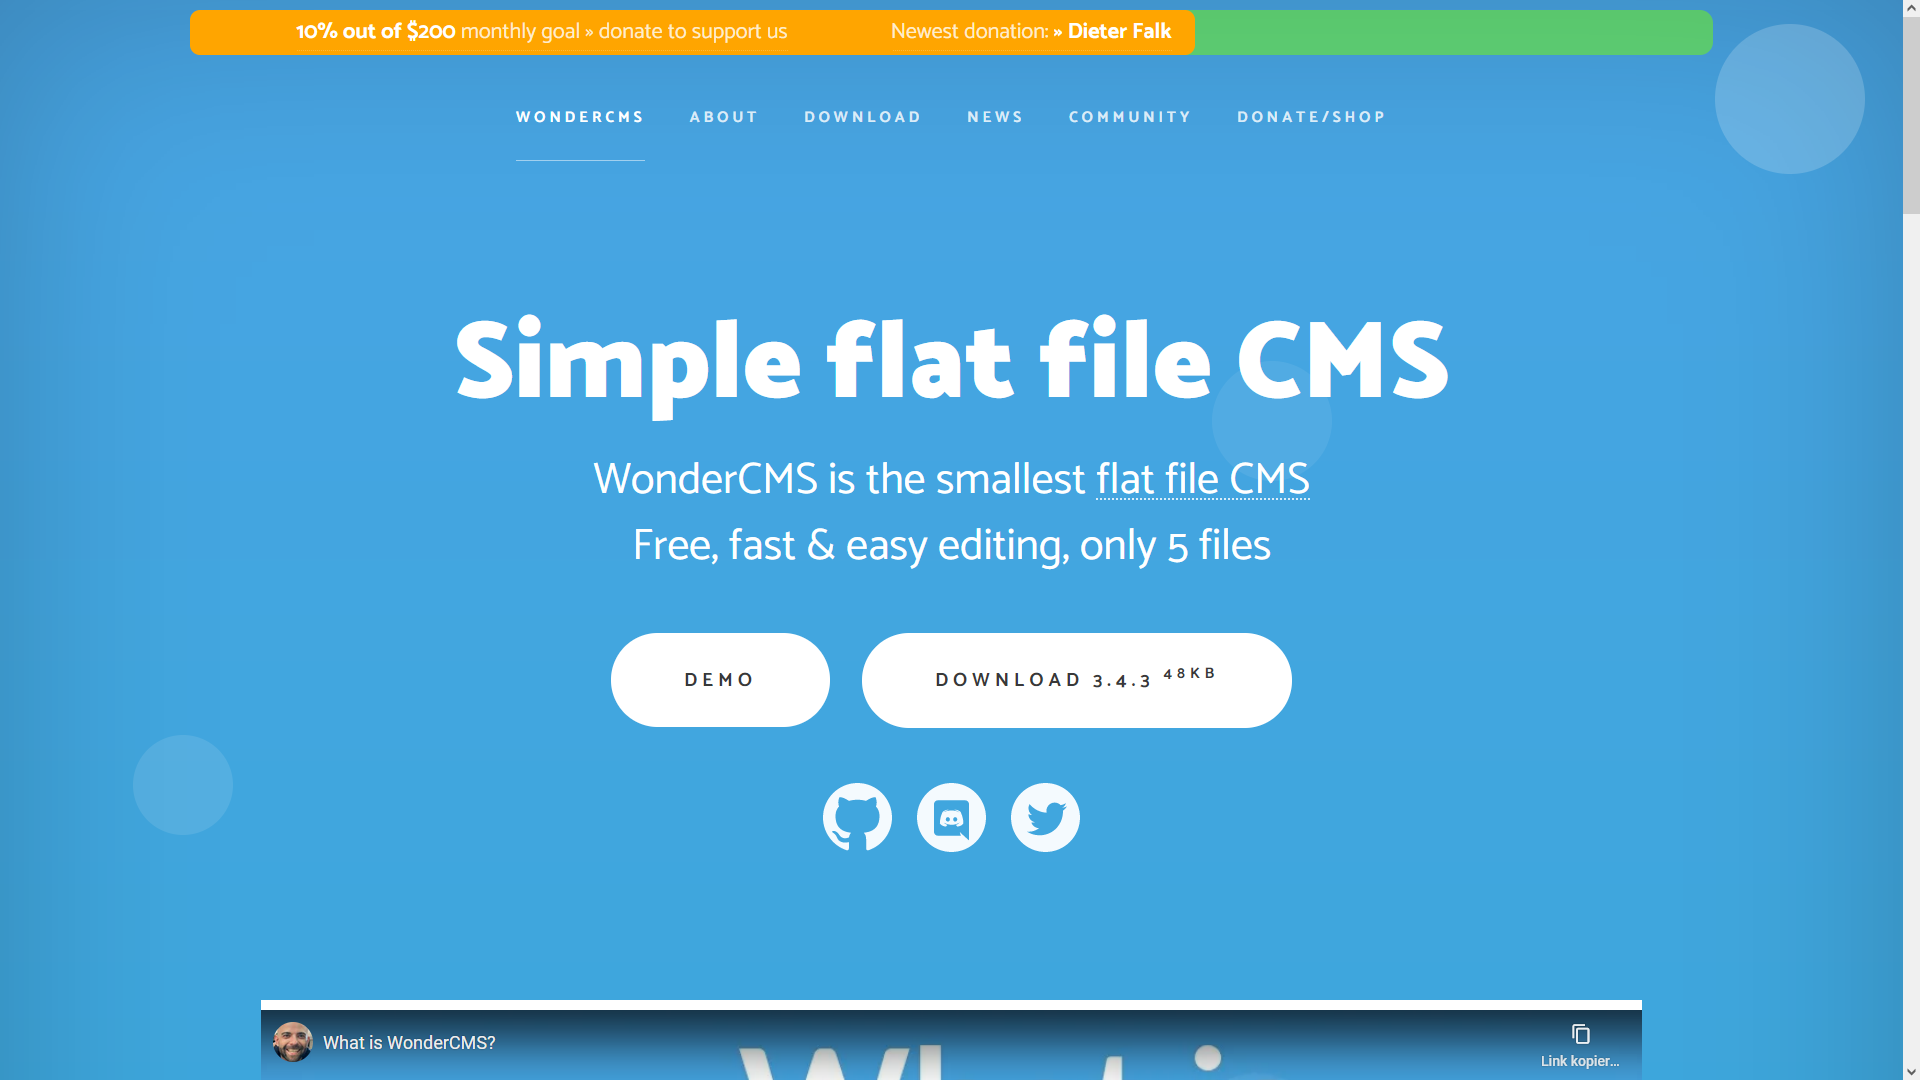 10% out of $200 monthly goal » donate to support us Newest donation: » Dieter Falk
WONDERCMS ABOUT DOWNLOAD NEWS COMMUNITY DONATE/SHOP
Simple flat file CMS
WonderCMS is the smallest flat file CMS
Free, fast & easy editing, only 5 files
DEMO DOWNLOAD 3.4.3 48KB
What is WonderCMS?
Link kopier...